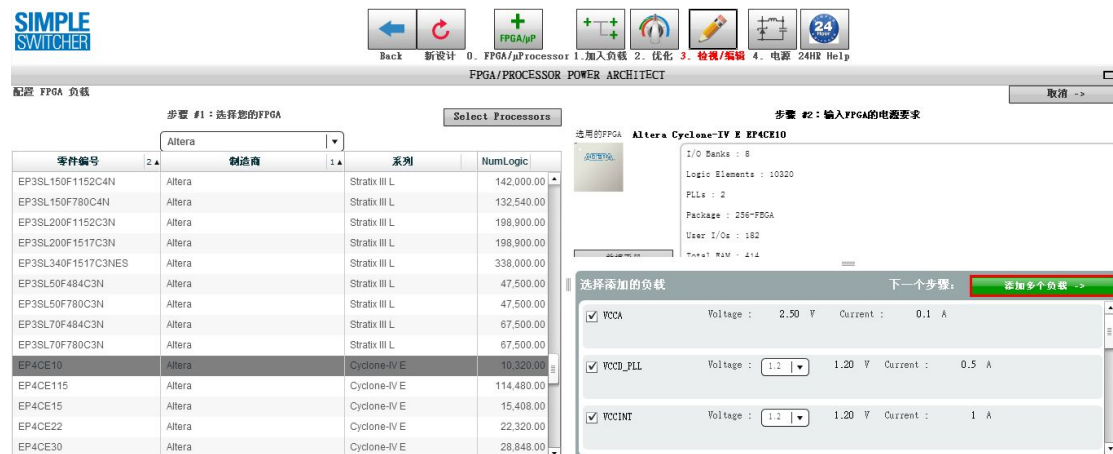 SIMPLE
SWITCHER
FPGA/μP
24
HOUR
Back 新设计 0. FPGA/μProcessor 1.加入负载 2. 优化 3. 检视/编辑 4. 电源 24HR Help
FPGA/PROCESSOR POWER ARCHITECT
配置 FPGA 负载
取消 ->
步骤 #1：选择您的FPGA
Select Processors
Altera
零件编号 2 制造商 1 系列 NumLogic
EP3SL150F1152C4N Altera Stratix III L 142,000.00
EP3SL150F780C4N Altera Stratix III L 132,540.00
EP3SL200F1152C3N Altera Stratix III L 198,900.00
EP3SL200F1517C3N Altera Stratix III L 198,900.00
EP3SL340F1517C3NES Altera Stratix III L 338,000.00
EP3SL50F484C3N Altera Stratix III L 47,500.00
EP3SL50F780C3N Altera Stratix III L 47,500.00
EP3SL70F484C3N Altera Stratix III L 67,500.00
EP3SL70F780C3N Altera Stratix III L 67,500.00
EP4CE10 Altera Cyclone-IV E 10,320.00
EP4CE115 Altera Cyclone-IV E 114,480.00
EP4CE15 Altera Cyclone-IV E 15,408.00
EP4CE22 Altera Cyclone-IV E 22,320.00
EP4CE30 Altera Cyclone-IV E 28,848.00
步骤 #2：输入FPGA的电源要求
选用的FPGA Altera Cyclone-IV E EP4CE10
ALTERA
I/O Banks : 8
Logic Elements : 10320
PLLs : 2
Package : 256-FBGA
User I/Os : 182
Total RAM : 414
选择添加的负载 下一个步骤: 添加多个负载 ->
VCCA Voltage : 2.50 V Current : 0.1 A
VCCD_PLL Voltage : 1.2 1.20 V Current : 0.5 A
VCCINT Voltage : 1.2 1.20 V Current : 1 A